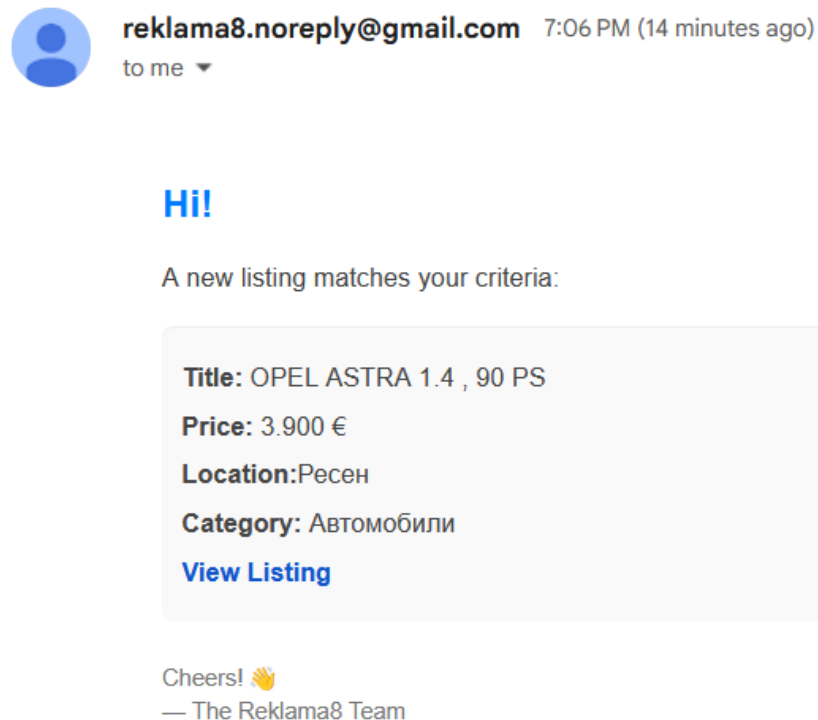 reklama8.noreply@gmail.com 7:06 PM (14 minutes ago)
to me
Hi!
A new listing matches your criteria:
Title: OPEL ASTRA 1.4 , 90 PS
Price: 3.900 €
Location:Ресен
Category: Автомобили
View Listing
Cheers! 👋
— The Reklama8 Team